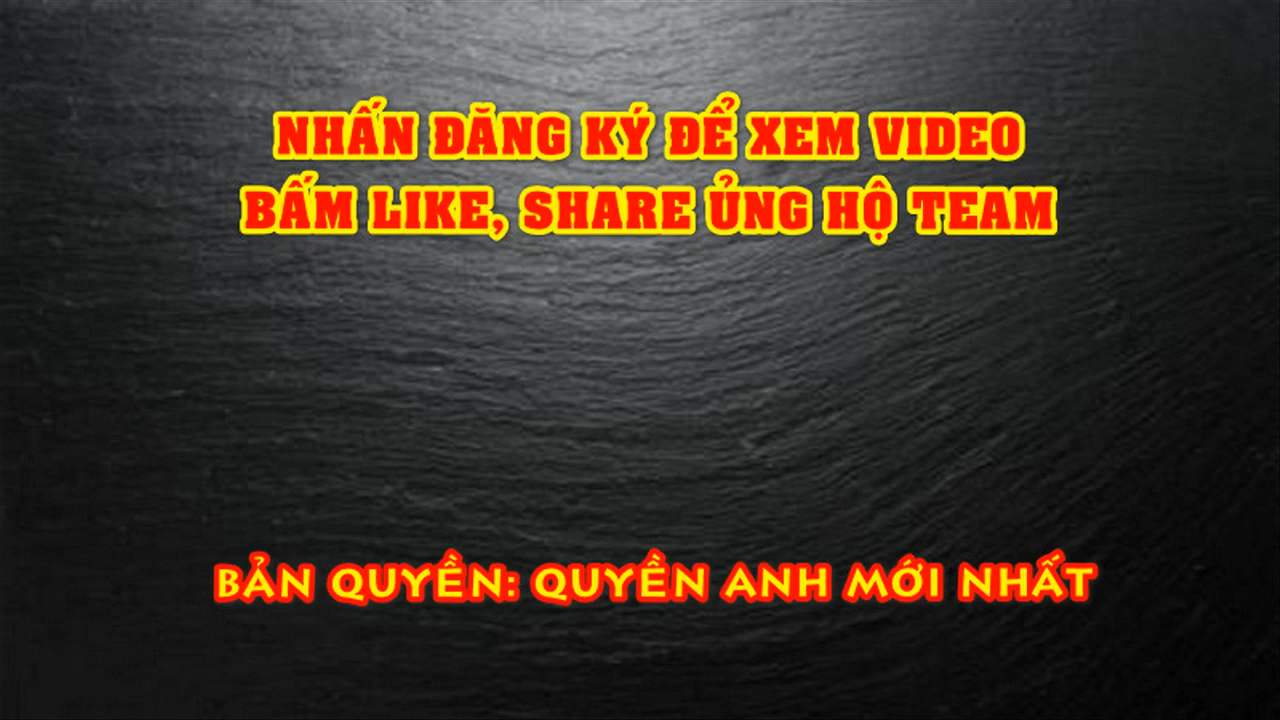 NHẤN ĐĂNG KÝ ĐỂ XEM VIDEO
BẤM LIKE, SHARE ỦNG HỘ TEAM
BẢN QUYỀN: QUYỀN ANH MỚI NHẤT